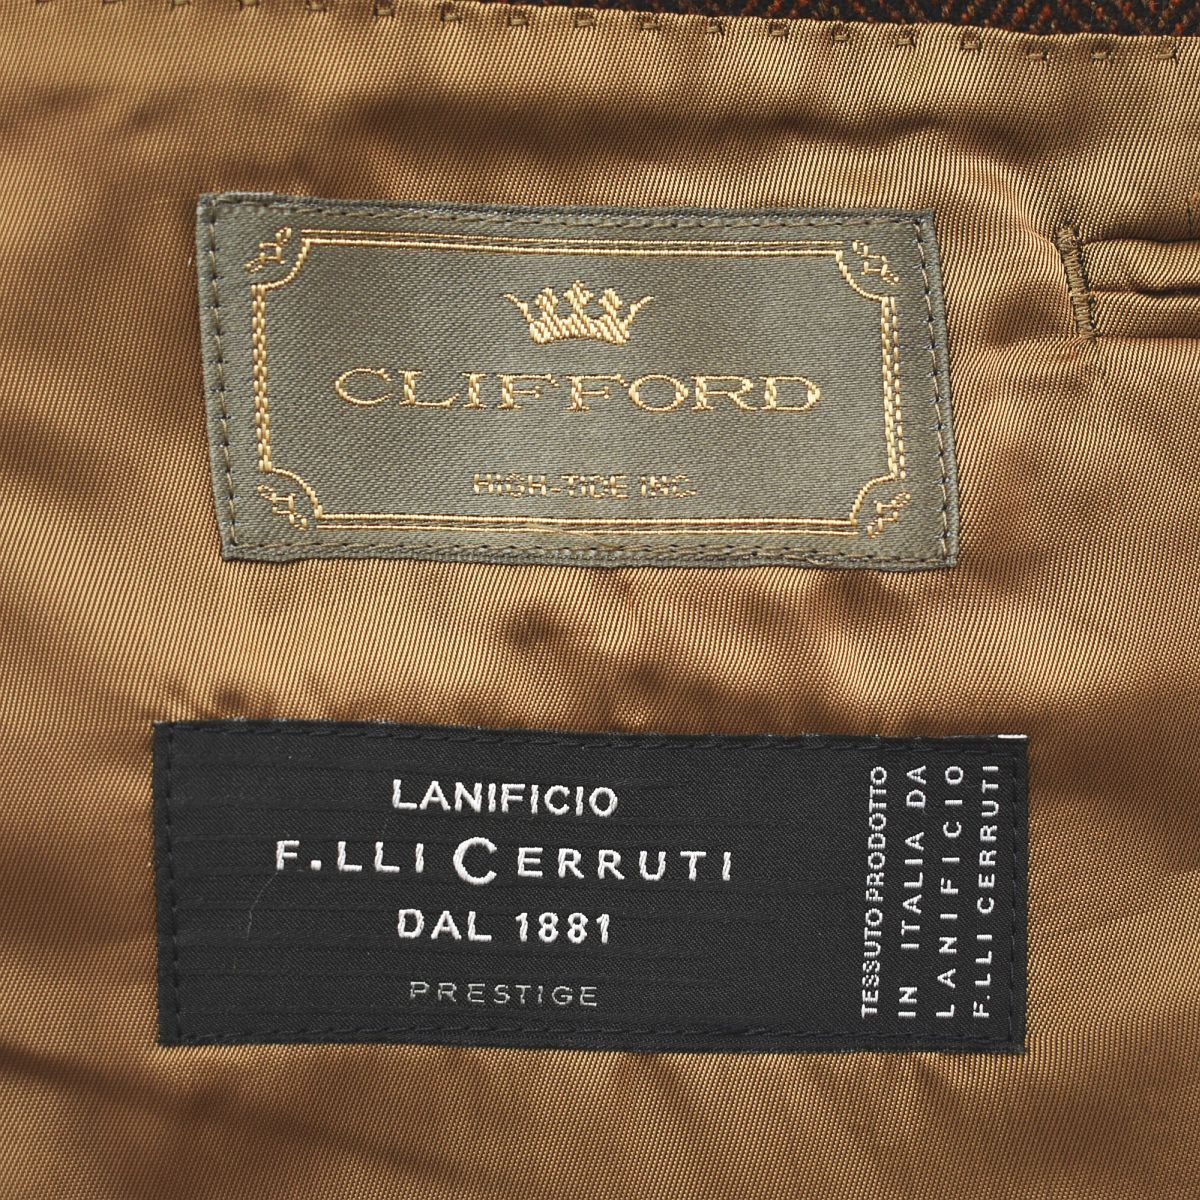 CLIFFORD
HIGH-TIDE INC.
LANIFICIO
F.LLI CERRUTI
DAL 1881
PRESTIGE
TESSUTO PRODOTTO
IN ITALIA DA
LANIFICIO
F.LLI CERRUTI